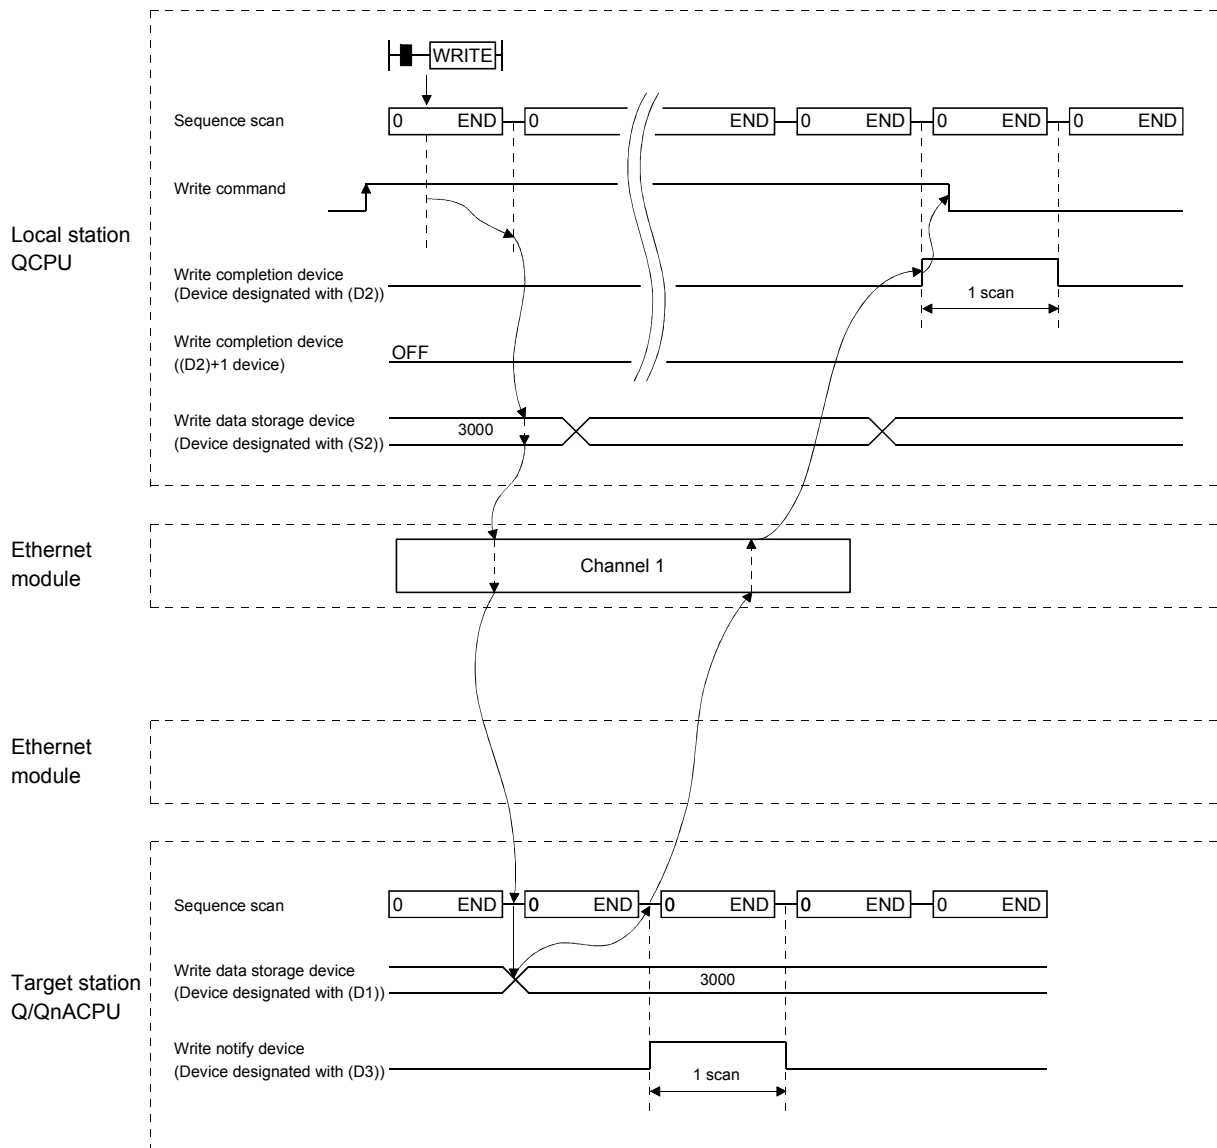 WRITE
Sequence scan
0 END 0 END 0 END 0 END 0 END
Write command
Local station
QCPU
Write completion device
(Device designated with (D2))
1 scan
Write completion device
((D2)+1 device)
OFF
Write data storage device
(Device designated with (S2))
3000
Ethernet
module
Channel 1
Ethernet
module
Sequence scan
0 END 0 END 0 END 0 END 0 END
Target station
Q/QnACPU
Write data storage device
(Device designated with (D1))
3000
Write notify device
(Device designated with (D3))
1 scan